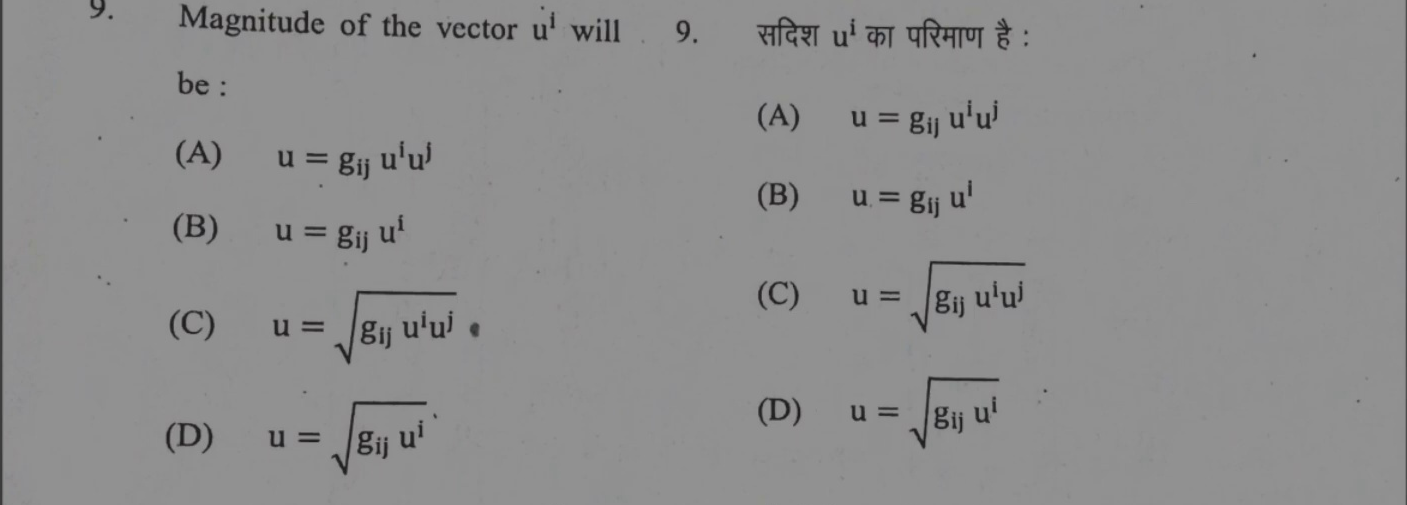 9. Magnitude of the vector uⁱ will
be :
(A) u = gᵢⱼ uⁱuʲ
(B) u = gᵢⱼ uⁱ
(C) u = √(gᵢⱼ uⁱuʲ)
(D) u = √(gᵢⱼ uⁱ)
9. सदिश uⁱ का परिमाण है :
(A) u = gᵢⱼ uⁱuʲ
(B) u = gᵢⱼ uⁱ
(C) u = √(gᵢⱼ uⁱuʲ)
(D) u = √(gᵢⱼ uⁱ)